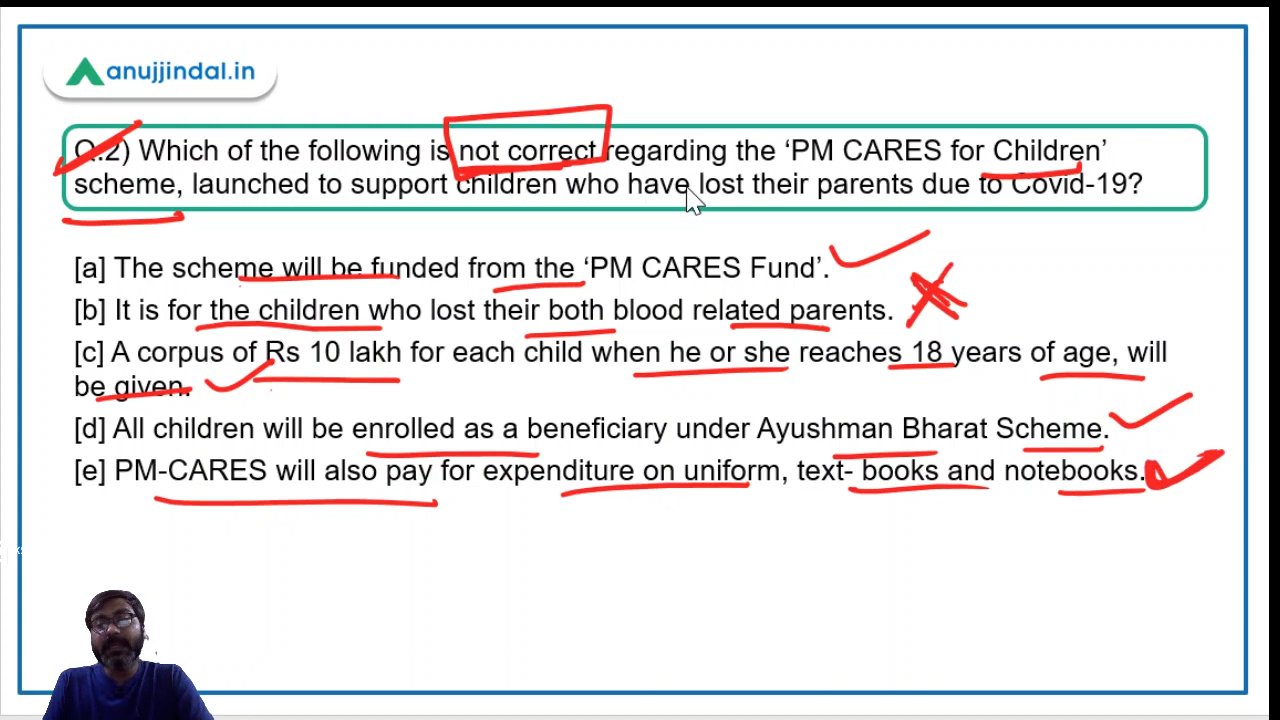 anujjindal.in
Q.2) Which of the following is not correct regarding the ‘PM CARES for Children’
scheme, launched to support children who have lost their parents due to Covid-19?
[a] The scheme will be funded from the ‘PM CARES Fund’.
[b] It is for the children who lost their both blood related parents.
[c] A corpus of Rs 10 lakh for each child when he or she reaches 18 years of age, will
be given.
[d] All children will be enrolled as a beneficiary under Ayushman Bharat Scheme.
[e] PM-CARES will also pay for expenditure on uniform, text- books and notebooks.